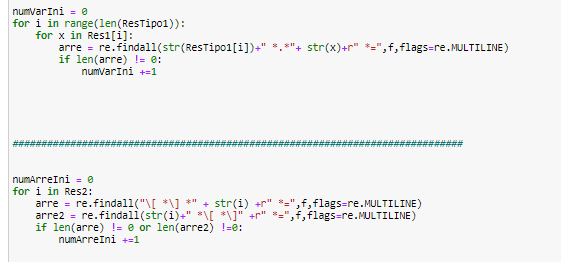 numVarIni = 0
for i in range(len(ResTipo1)):
    for x in Res1[i]:
        arre = re.findall(str(ResTipo1[i])+" *.*"+ str(x)+r" *=",f,flags=re.MULTILINE)
        if len(arre) != 0:
            numVarIni +=1
##############################################################################
numArreIni = 0
for i in Res2:
    arre = re.findall("\[ *\] *" + str(i) +r" *=",f,flags=re.MULTILINE)
    arre2 = re.findall(str(i)+" *\[ *\]" +r" *=",f,flags=re.MULTILINE)
    if len(arre) != 0 or len(arre2) !=0:
        numArreIni +=1